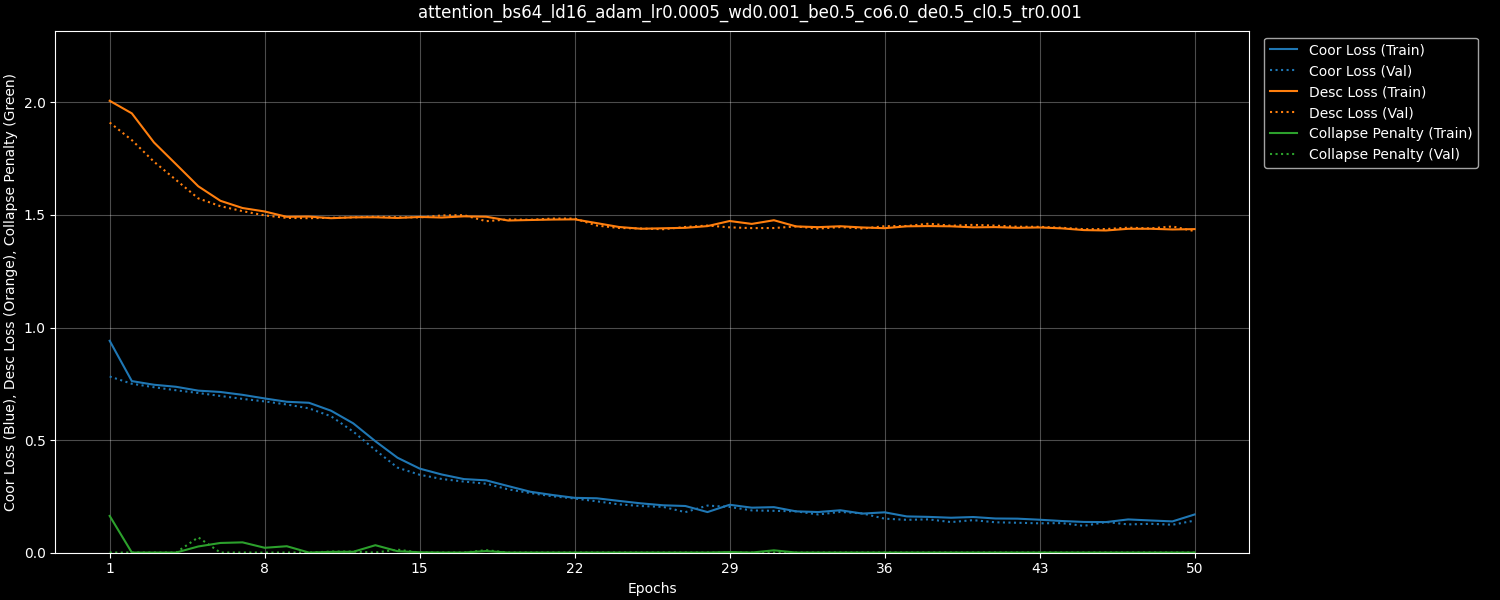 attention_bs64_ld16_adam_lr0.0005_wd0.001_be0.5_co6.0_de0.5_cl0.5_tr0.001
Coor Loss (Blue), Desc Loss (Orange), Collapse Penalty (Green)
2.0
1.5
1.0
0.5
0.0
1 8 15 22 29 36 43 50
Epochs
Coor Loss (Train)
Coor Loss (Val)
Desc Loss (Train)
Desc Loss (Val)
Collapse Penalty (Train)
Collapse Penalty (Val)